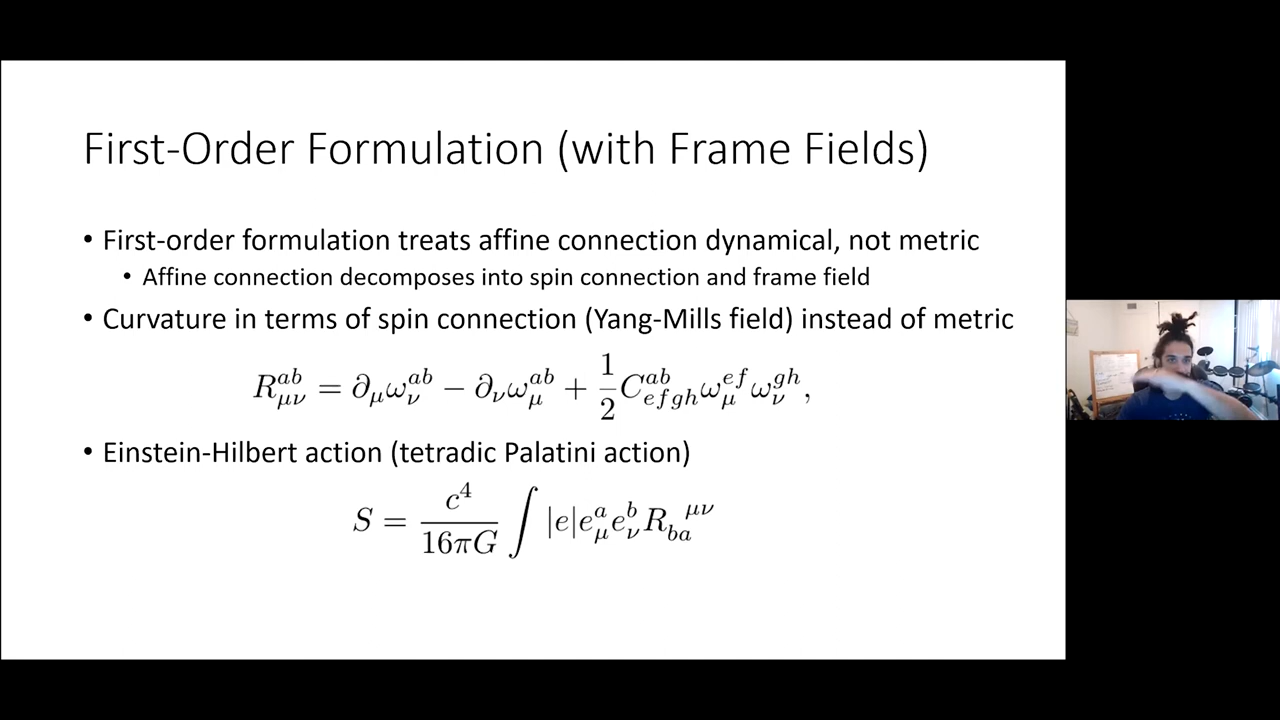 First-Order Formulation (with Frame Fields)
• First-order formulation treats affine connection dynamical, not metric
• Affine connection decomposes into spin connection and frame field
• Curvature in terms of spin connection (Yang-Mills field) instead of metric
R^{ab}_{μν} = ∂_μ ω^{ab}_ν − ∂_ν ω^{ab}_μ + \frac{1}{2} C^{ab}_{efgh} ω^{ef}_μ ω^{gh}_ν,
• Einstein-Hilbert action (tetradic Palatini action)
S = \frac{c^4}{16πG} ∫ |e| e^a_μ e^b_ν R_{ba}^{μν}